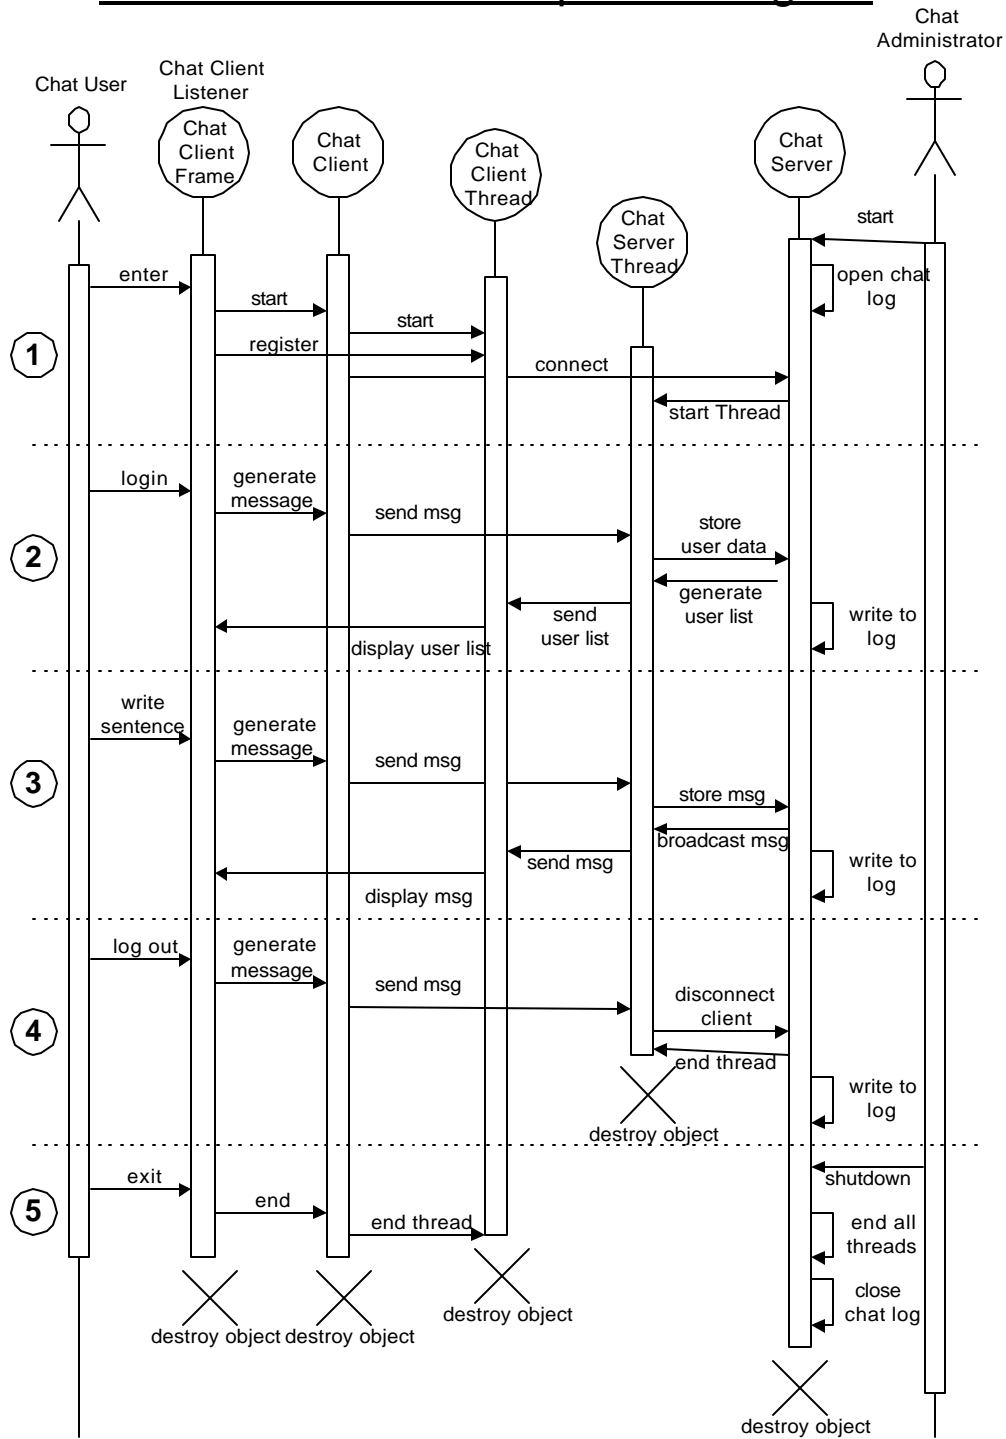 Chat
Administrator
Chat User
Chat Client
Listener
Chat
Client
Frame
Chat
Client
Chat
Client
Thread
Chat
Server
Thread
Chat
Server
start
enter
open chat
log
start
start
register
1
connect
start Thread
login
generate
message
send msg
store
user data
2
generate
user list
send
user list
write to
log
display user list
write
sentence
generate
message
send msg
3
store msg
broadcast msg
send msg
write to
log
display msg
log out
generate
message
send msg
disconnect
client
4
end thread
write to
log
destroy object
exit
shutdown
end
5
end thread
end all
threads
close
chat log
destroy object
destroy object
destroy object
destroy object